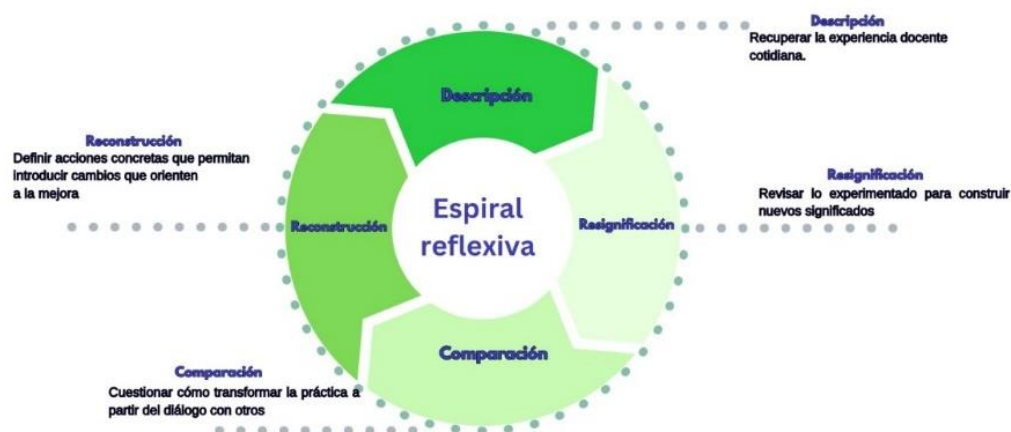 Descripción
Recuperar la experiencia docente
cotidiana.
Descripción
Reconstrucción
Definir acciones concretas que permitan
introducir cambios que orienten
a la mejora
Resignificación
Revisar lo experimentado para construir
nuevos significados
Espiral
reflexiva
Reconstrucción
Resignificación
Comparación
Comparación
Cuestionar cómo transformar la práctica a
partir del diálogo con otros